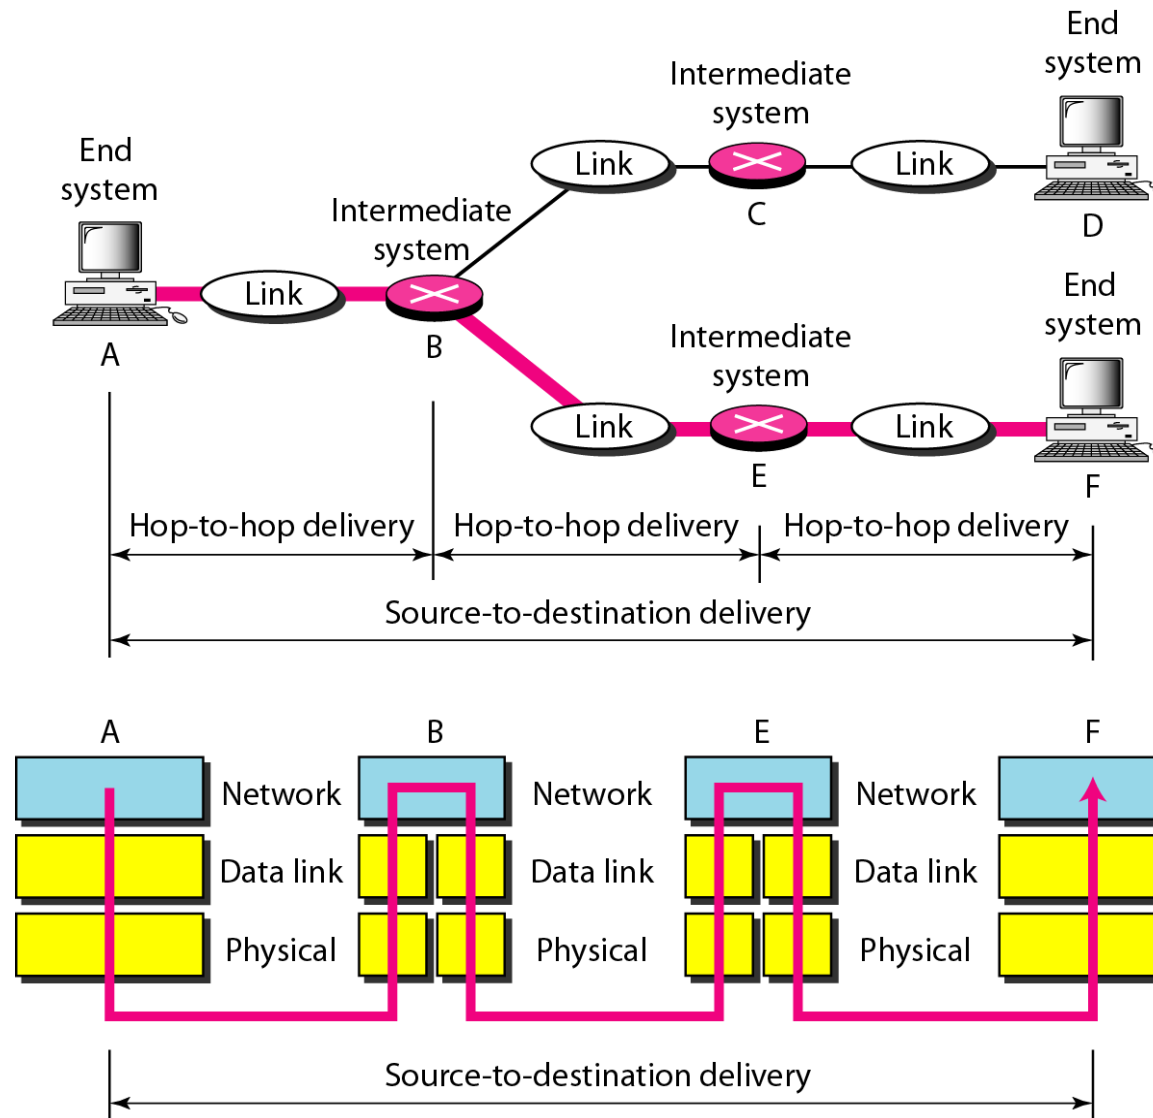 End
system
Intermediate
system
Link
Link
C
D
End
system
Intermediate
system
Link
A
B
End
system
Intermediate
system
Link
Link
E
F
Hop-to-hop delivery
Hop-to-hop delivery
Hop-to-hop delivery
Source-to-destination delivery
A
B
E
F
Network
Network
Network
Data link
Data link
Data link
Physical
Physical
Physical
Source-to-destination delivery